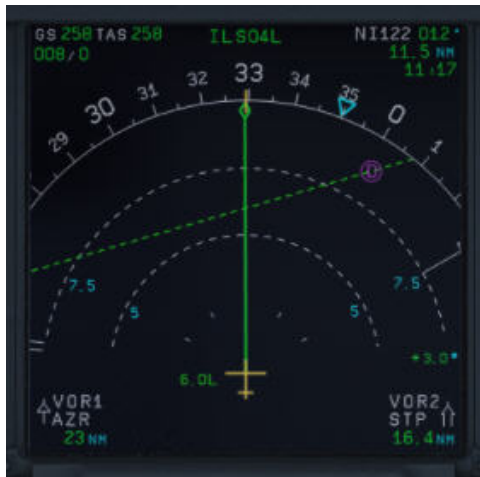 GS 258 TAS 258 ILS04L NI122 012°
008/0 11.5 NM
11:17
29 30 31 32 33 34 35 0 1
7.5 7.5
5 5
+3.0°
6.0L
VOR1 VOR2
AZR STP
23 NM 16.4 NM